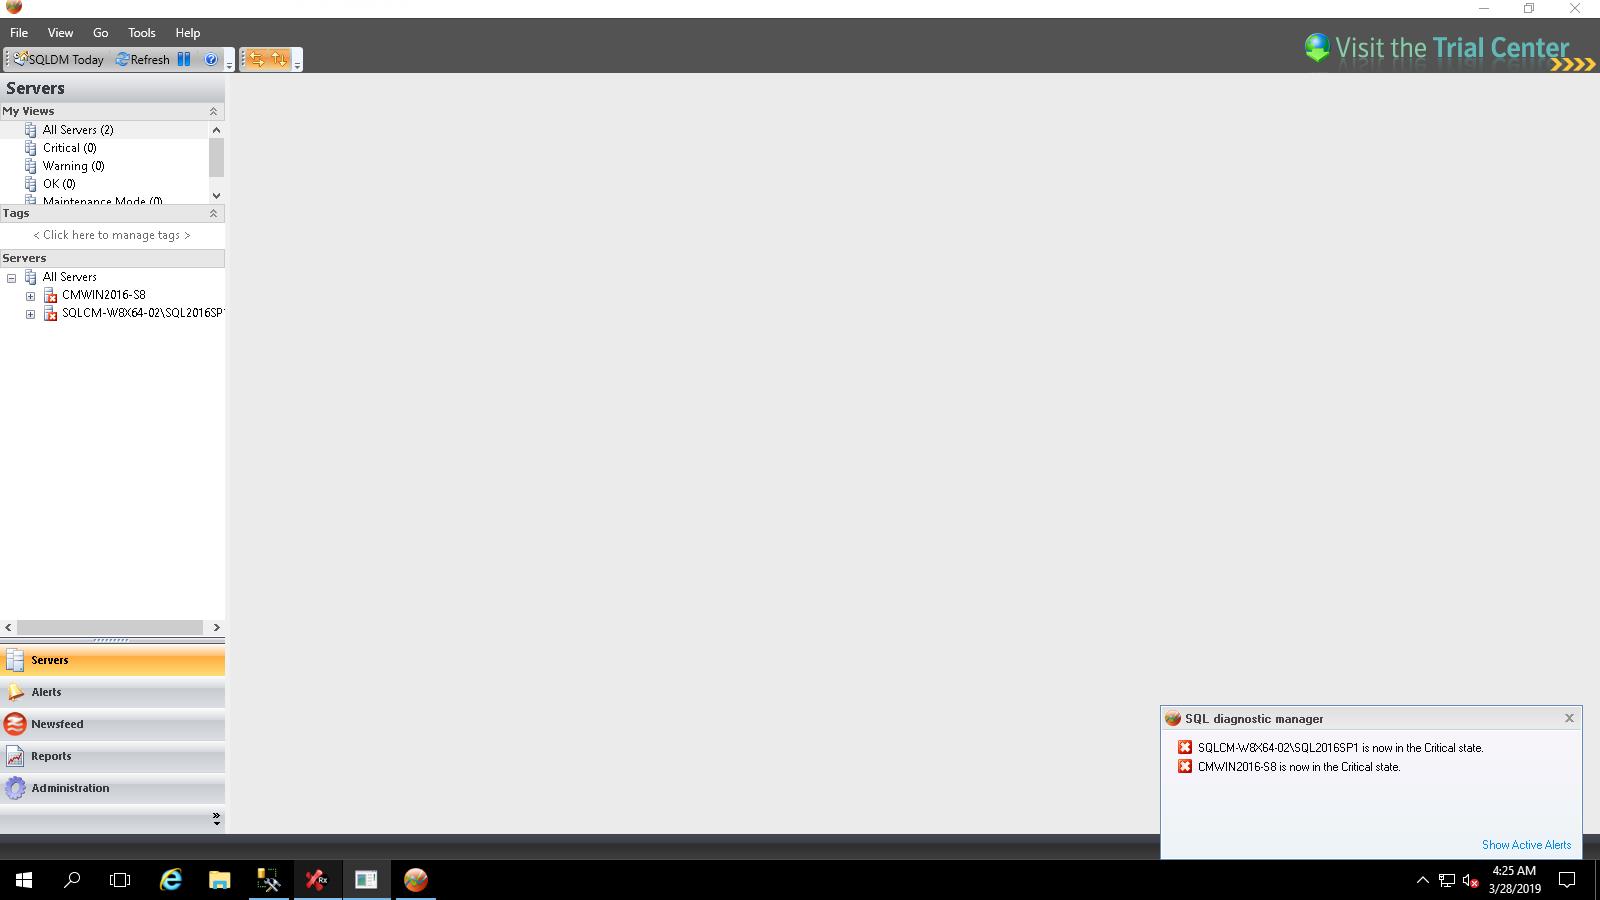 File View Go Tools Help
SQLDM Today Refresh
Visit the Trial Center
Servers
My Views
All Servers (2)
Critical (0)
Warning (0)
OK (0)
Maintenance Mode (0)
Tags
< Click here to manage tags >
Servers
All Servers
CMWIN2016-S8
SQLCM-W8X64-02\SQL2016SP1
Servers
Alerts
Newsfeed
Reports
Administration
SQL diagnostic manager
SQLCM-W8X64-02\SQL2016SP1 is now in the Critical state.
CMWIN2016-S8 is now in the Critical state.
Show Active Alerts
Rx
4:25 AM
3/28/2019